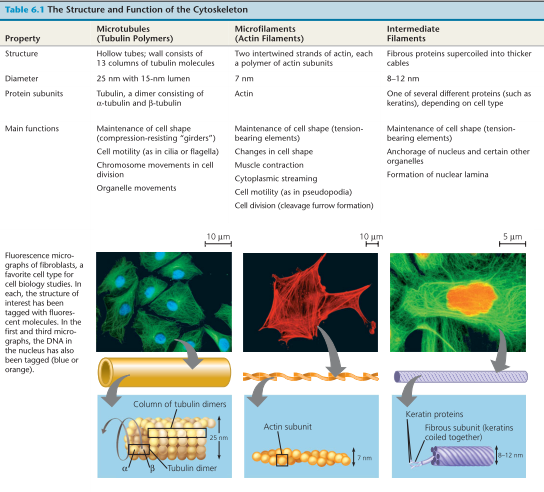 Table 6.1 The Structure and Function of the Cytoskeleton
Property
Microtubules
(Tubulin Polymers)
Microfilaments
(Actin Filaments)
Intermediate
Filaments
Structure
Hollow tubes; wall consists of
13 columns of tubulin molecules
Two intertwined strands of actin, each
a polymer of actin subunits
Fibrous proteins supercoiled into thicker
cables
Diameter
25 nm with 15-nm lumen
7 nm
8–12 nm
Protein subunits
Tubulin, a dimer consisting of
α-tubulin and β-tubulin
Actin
One of several different proteins (such as
keratins), depending on cell type
Main functions
Maintenance of cell shape
(compression-resisting “girders”)
Cell motility (as in cilia or flagella)
Chromosome movements in cell
division
Organelle movements
Maintenance of cell shape (tension-
bearing elements)
Changes in cell shape
Muscle contraction
Cytoplasmic streaming
Cell motility (as in pseudopodia)
Cell division (cleavage furrow formation)
Maintenance of cell shape (tension-
bearing elements)
Anchorage of nucleus and certain other
organelles
Formation of nuclear lamina
10 μm
10 μm
5 μm
Fluorescence micro-
graphs of fibroblasts, a
favorite cell type for
cell biology studies. In
each, the structure of
interest has been
tagged with fluores-
cent molecules. In the
first and third micro-
graphs, the DNA in
the nucleus has also
been tagged (blue or
orange).
Column of tubulin dimers
25 nm
α
β
Tubulin dimer
Actin subunit
7 nm
Keratin proteins
Fibrous subunit (keratins
coiled together)
8–12 nm